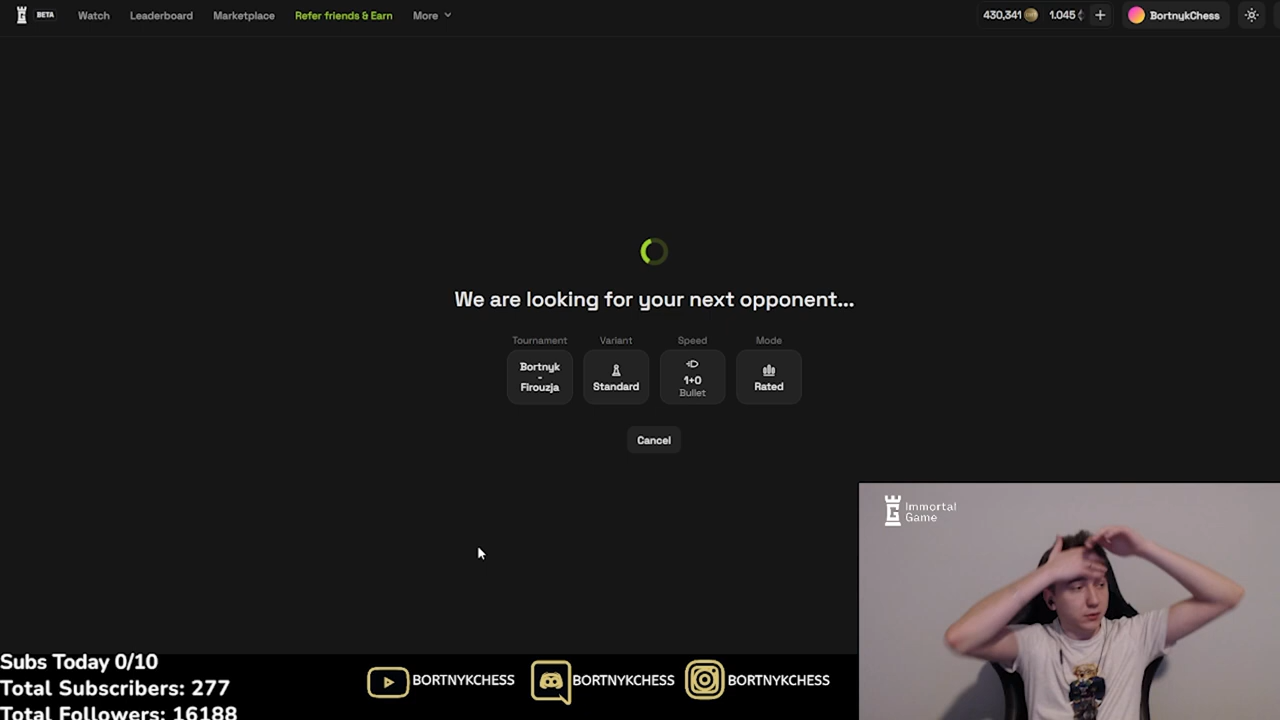 BETA
Watch
Leaderboard
Marketplace
Refer friends & Earn
More
430,341
1.045
BortnykChess
We are looking for your next opponent...
Tournament
Variant
Speed
Mode
Bortnyk
-
Firouzja
Standard
1+0
Bullet
Rated
Cancel
Immortal
Game
Subs Today 0/10
Total Subscribers: 277
Total Followers: 16188
BORTNYKCHESS
BORTNYKCHESS
BORTNYKCHESS